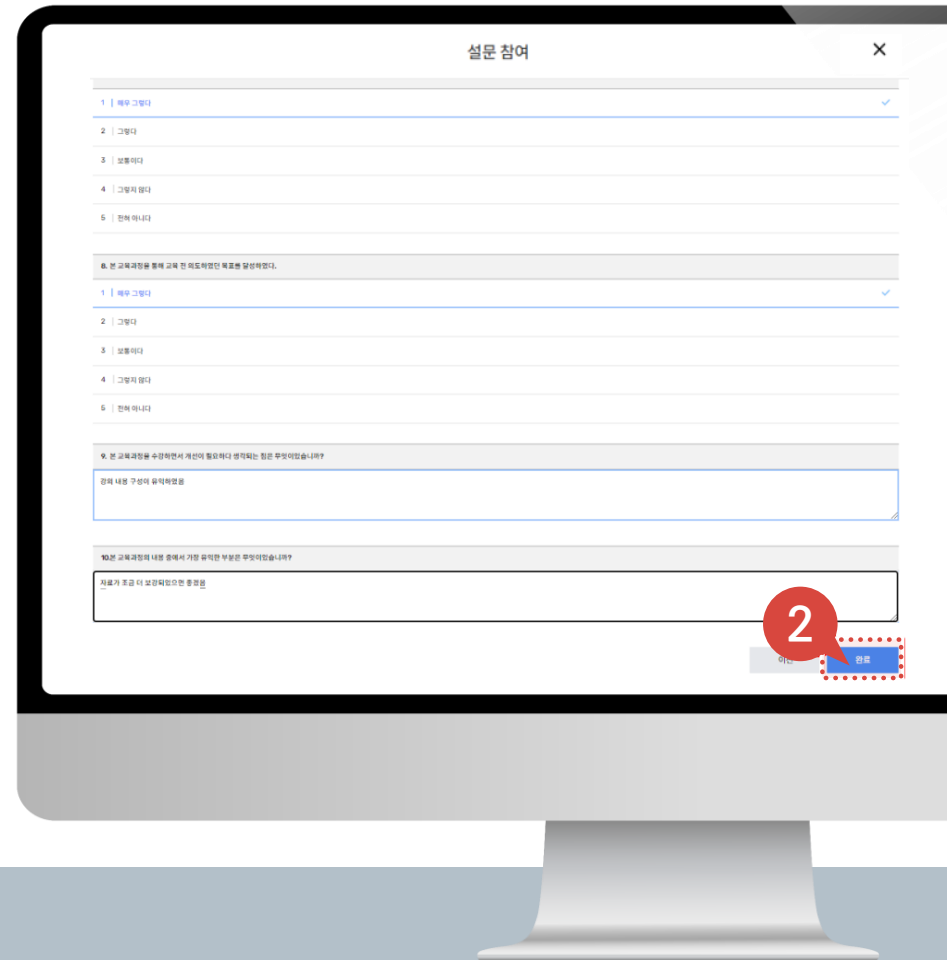 설문 참여
1 매우 그렇다
2 그렇다
3 보통이다
4 그렇지 않다
5 전혀 아니다
8. 본 교육과정을 통해 교육 전 의도하였던 목표를 달성하였다.
1 매우 그렇다
2 그렇다
3 보통이다
4 그렇지 않다
5 전혀 아니다
9. 본 교육과정을 수강하면서 개선이 필요하다 생각되는 점은 무엇이었습니까?
강의 내용 구성이 유익하였음
10.본 교육과정의 내용 중에서 가장 유익한 부분은 무엇이었습니까?
자료가 조금 더 보강되었으면 좋겠음
2
완료